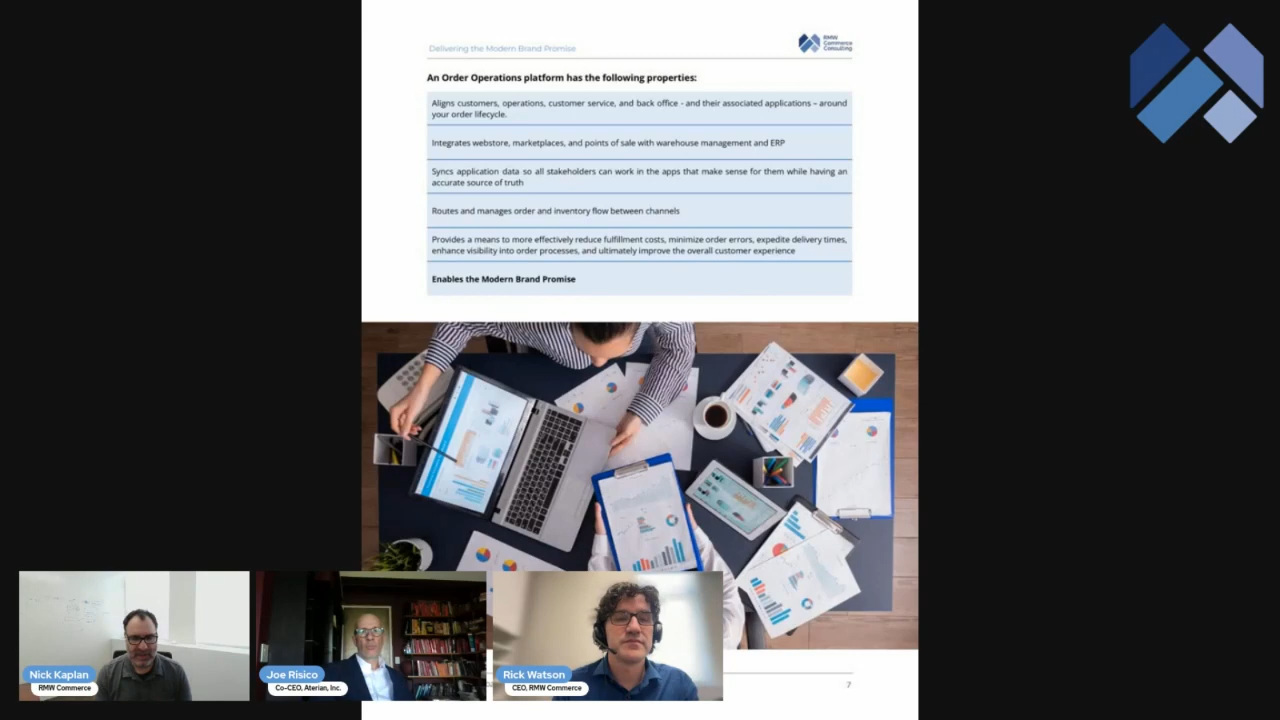 Delivering the Modern Brand Promise
RMW
Commerce
Consulting
An Order Operations platform has the following properties:
Aligns customers, operations, customer service, and back office - and their associated applications – around
your order lifecycle.
Integrates webstore, marketplaces, and points of sale with warehouse management and ERP
Syncs application data so all stakeholders can work in the apps that make sense for them while having an
accurate source of truth
Routes and manages order and inventory flow between channels
Provides a means to more effectively reduce fulfillment costs, minimize order errors, expedite delivery times,
enhance visibility into order processes, and ultimately improve the overall customer experience
Enables the Modern Brand Promise
Nick Kaplan
RMW Commerce
Joe Risico
Co-CEO, Aterian, Inc.
Rick Watson
CEO, RMW Commerce
7